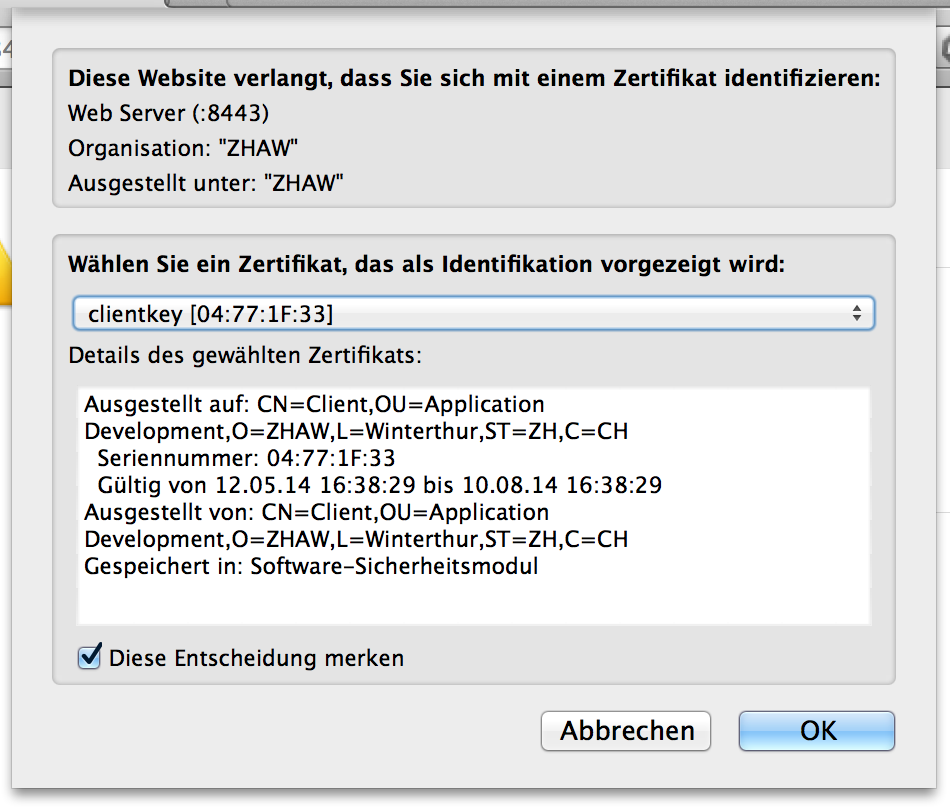 Diese Website verlangt, dass Sie sich mit einem Zertifikat identifizieren:
Web Server (:8443)
Organisation: "ZHAW"
Ausgestellt unter: "ZHAW"
Wählen Sie ein Zertifikat, das als Identifikation vorgezeigt wird:
clientkey [04:77:1F:33]
Details des gewählten Zertifikats:
Ausgestellt auf: CN=Client,OU=Application
Development,O=ZHAW,L=Winterthur,ST=ZH,C=CH
Seriennummer: 04:77:1F:33
Gültig von 12.05.14 16:38:29 bis 10.08.14 16:38:29
Ausgestellt von: CN=Client,OU=Application
Development,O=ZHAW,L=Winterthur,ST=ZH,C=CH
Gespeichert in: Software-Sicherheitsmodul
Diese Entscheidung merken
Abbrechen
OK